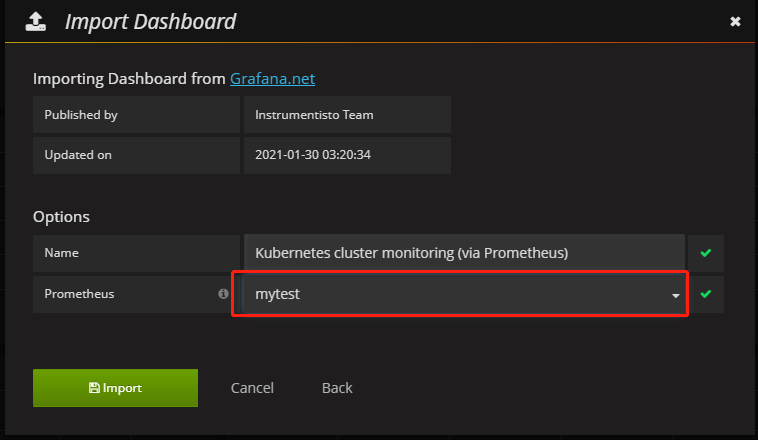 Import Dashboard
Importing Dashboard from Grafana.net
Published by Instrumentisto Team
Updated on 2021-01-30 03:20:34
Options
Name Kubernetes cluster monitoring (via Prometheus)
Prometheus mytest
Import Cancel Back